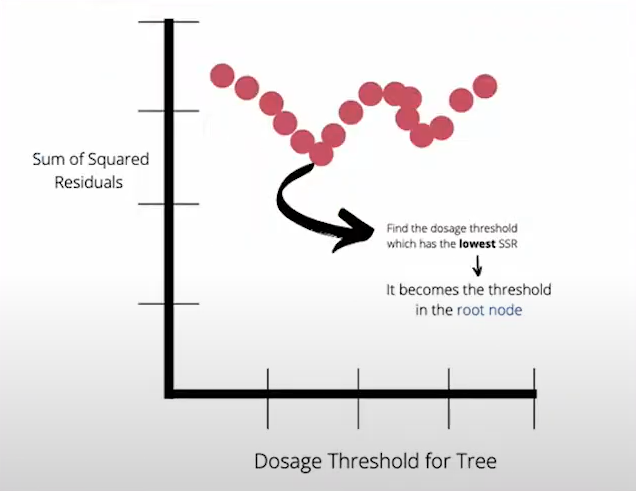 Sum of Squared
Residuals
Find the dosage threshold
which has the lowest SSR
It becomes the threshold
in the root node
Dosage Threshold for Tree